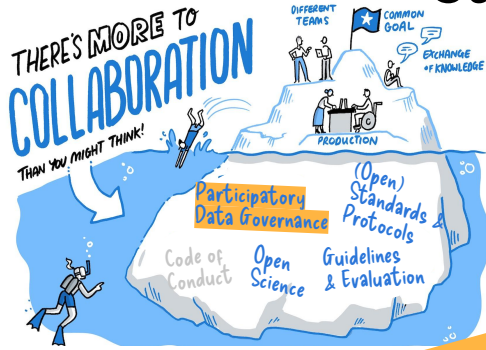 THERE'S MORE TO
COLLABORATION
THAN YOU MIGHT THINK!
DIFFERENT
TEAMS
COMMON
GOAL
EXCHANGE
OF KNOWLEDGE
PRODUCTION
Participatory
Data Governance
(Open)
Standards &
Protocols
Code of
Conduct
Open
Science
Guidelines
& Evaluation